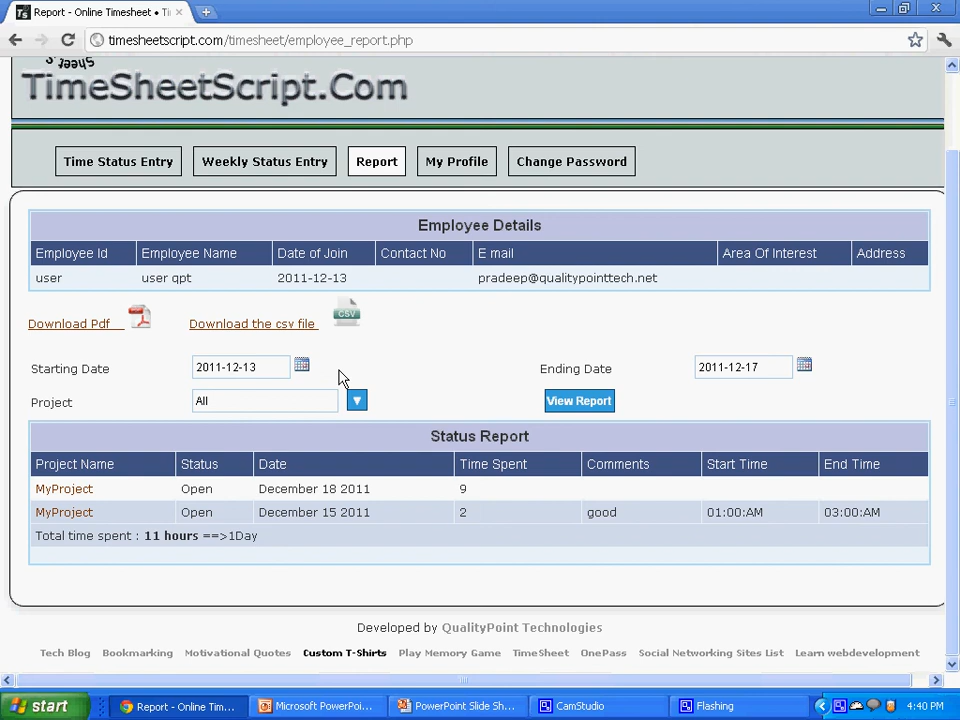 Report - Online Timesheet • Ti
timesheetscript.com/timesheet/employee_report.php
TimeSheetScript.Com
Time Status Entry Weekly Status Entry Report My Profile Change Password
Employee Details
Employee Id Employee Name Date of Join Contact No E mail Area Of Interest Address
user user qpt 2011-12-13 pradeep@qualitypointtech.net
Download Pdf Download the csv file CSV
Starting Date 2011-12-13 Ending Date 2011-12-17
Project All View Report
Status Report
Project Name Status Date Time Spent Comments Start Time End Time
MyProject Open December 18 2011 9
MyProject Open December 15 2011 2 good 01:00:AM 03:00:AM
Total time spent : 11 hours ==>1Day
Developed by QualityPoint Technologies
Tech Blog Bookmarking Motivational Quotes Custom T-Shirts Play Memory Game TimeSheet OnePass Social Networking Sites List Learn webdevelopment
start Report - Online Tim... Microsoft PowerPoi... PowerPoint Slide Sh... CamStudio Flashing 4:40 PM